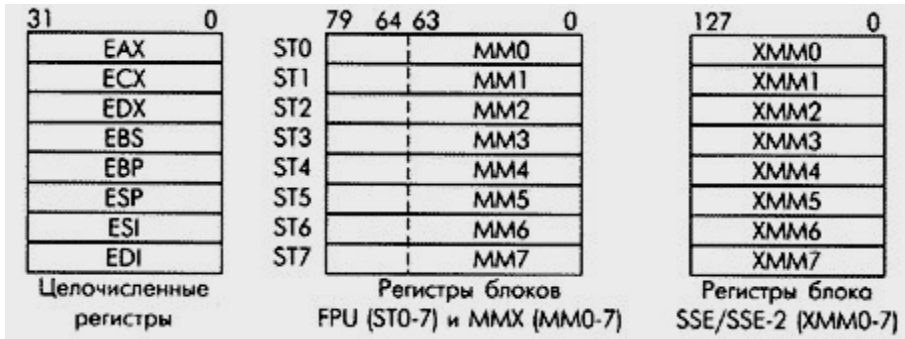 31 0 79 64 63 0 127 0
EAX ST0 MM0 XMM0
ECX ST1 MM1 XMM1
EDX ST2 MM2 XMM2
EBS ST3 MM3 XMM3
EBP ST4 MM4 XMM4
ESP ST5 MM5 XMM5
ESI ST6 MM6 XMM6
EDI ST7 MM7 XMM7
Целочисленные Регистры блоков Регистры блока
регистры FPU (ST0-7) и MMX (MM0-7) SSE/SSE-2 (XMM0-7)